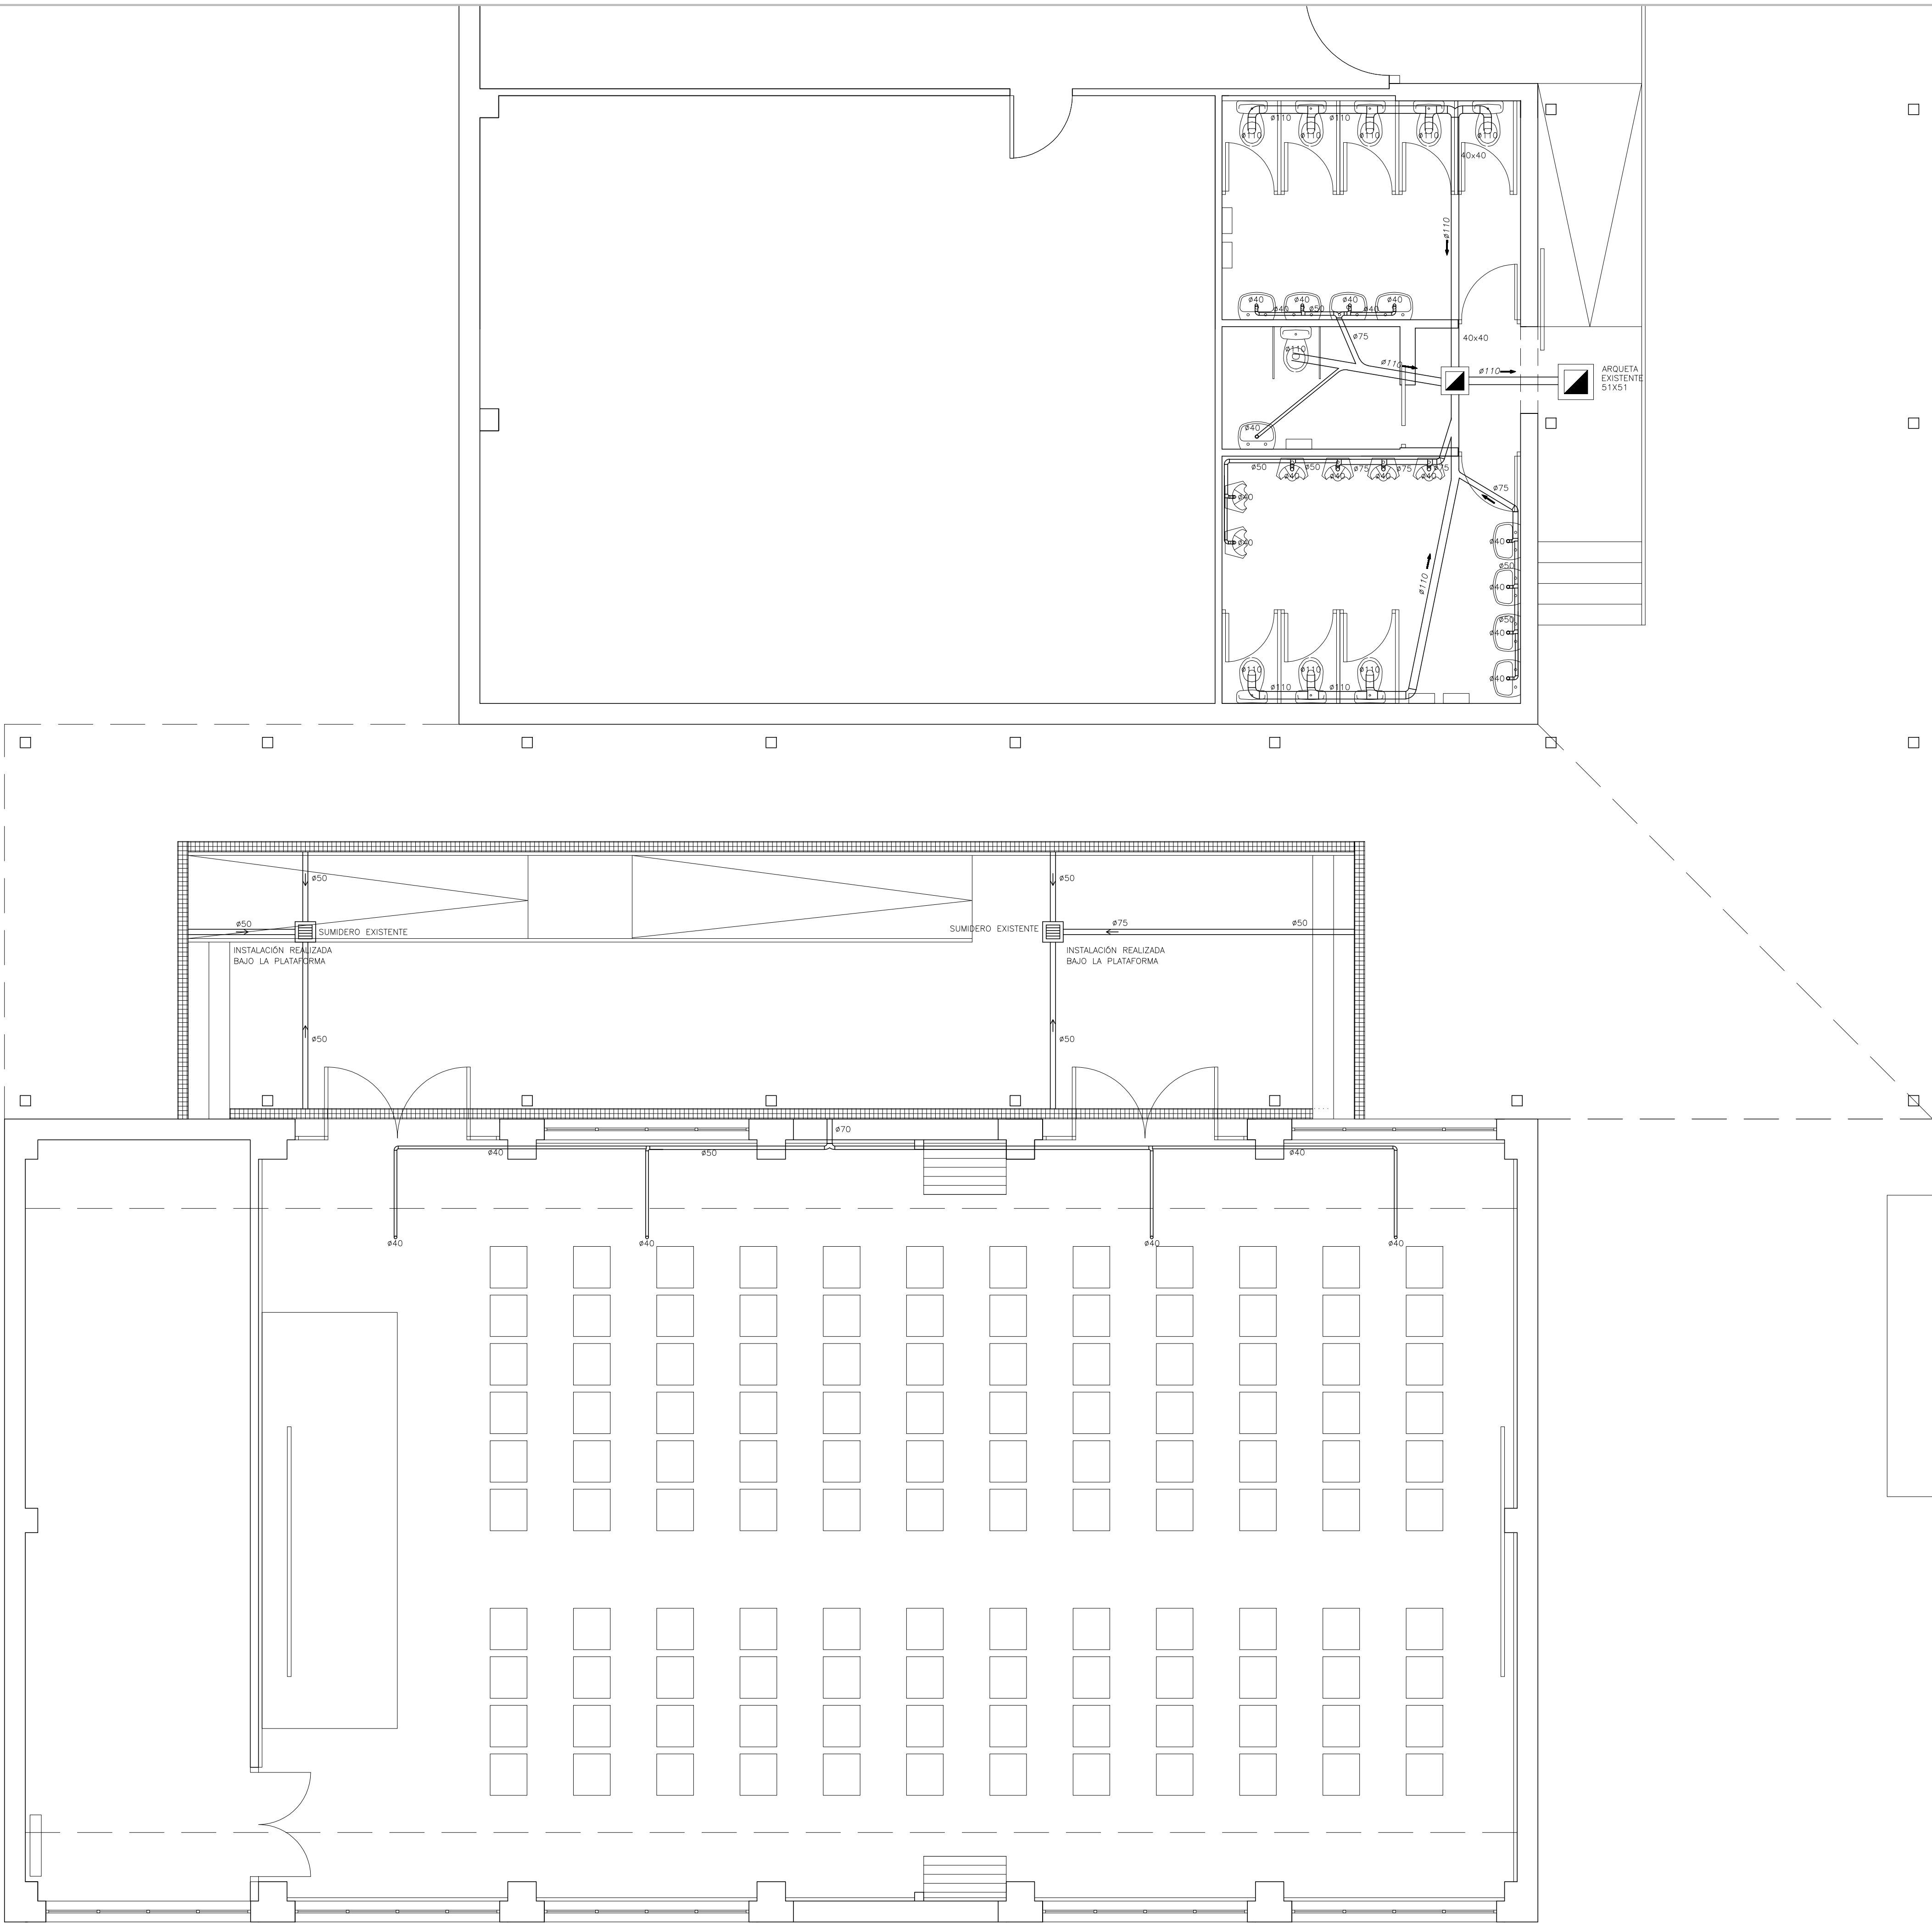 ø110 ø110
ø110 ø110 ø110 ø110 ø110
40x40
ø110
ø40 ø40 ø40 ø40
ø40 ø50 ø40
ø75
40x40
ø110
ø110
ø110
ARQUETA
EXISTENTE
51X51
ø40
ø50 ø50 ø75 ø75 ø75
ø40 ø40 ø40 ø40
ø75
ø40
ø40
ø40
ø50
ø40
ø110
ø50
ø40
ø110 ø110 ø110
ø40
ø110 ø110
ø50
ø50
ø50
SUMIDERO EXISTENTE
INSTALACIÓN REALIZADA
BAJO LA PLATAFORMA
SUMIDERO EXISTENTE
ø75
ø50
INSTALACIÓN REALIZADA
BAJO LA PLATAFORMA
ø50
ø50
ø70
ø40
ø50
ø40
ø40
ø40
ø40
ø40